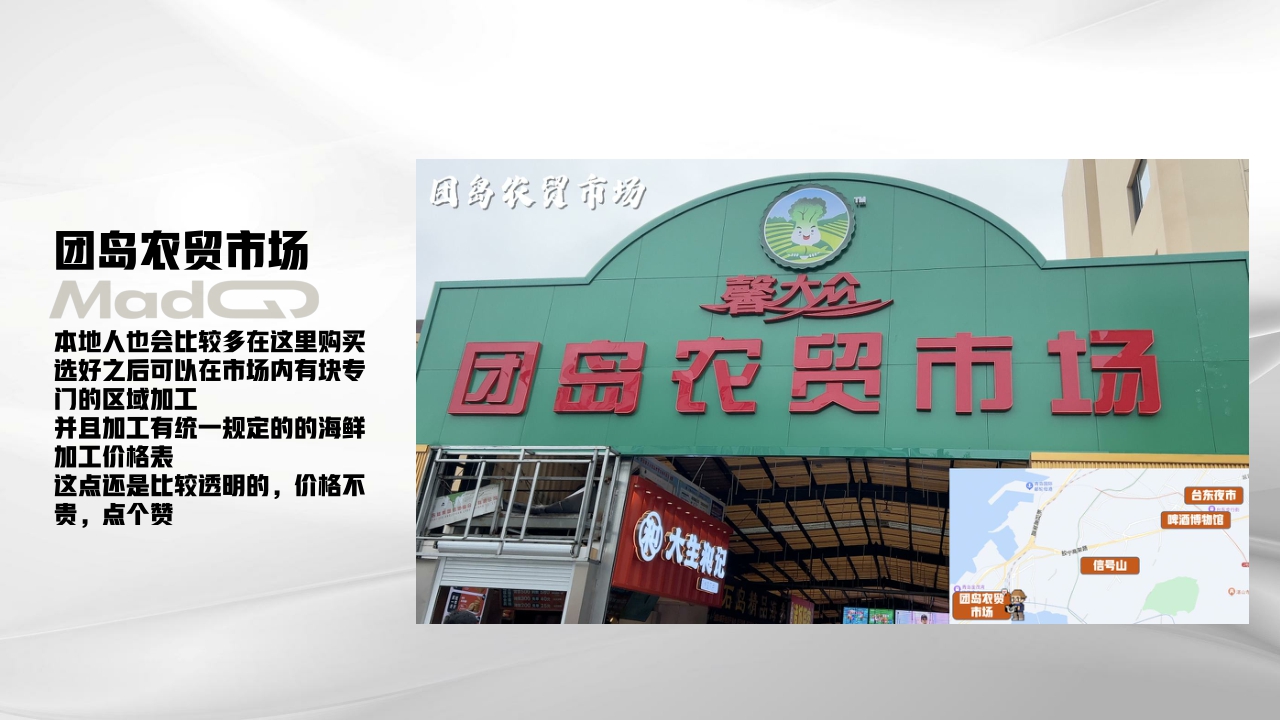 团岛农贸市场
MadGD
本地人也会比较多在这里购买
选好之后可以在市场内有块专
门的区域加工
并且加工有统一规定的的海鲜
加工价格表
这点还是比较透明的，价格不
贵，点个赞
团岛农贸市场
TM
馨大众
团岛农贸市场
大生和记
台东夜市
啤酒博物馆
信号山
团岛农贸
市场